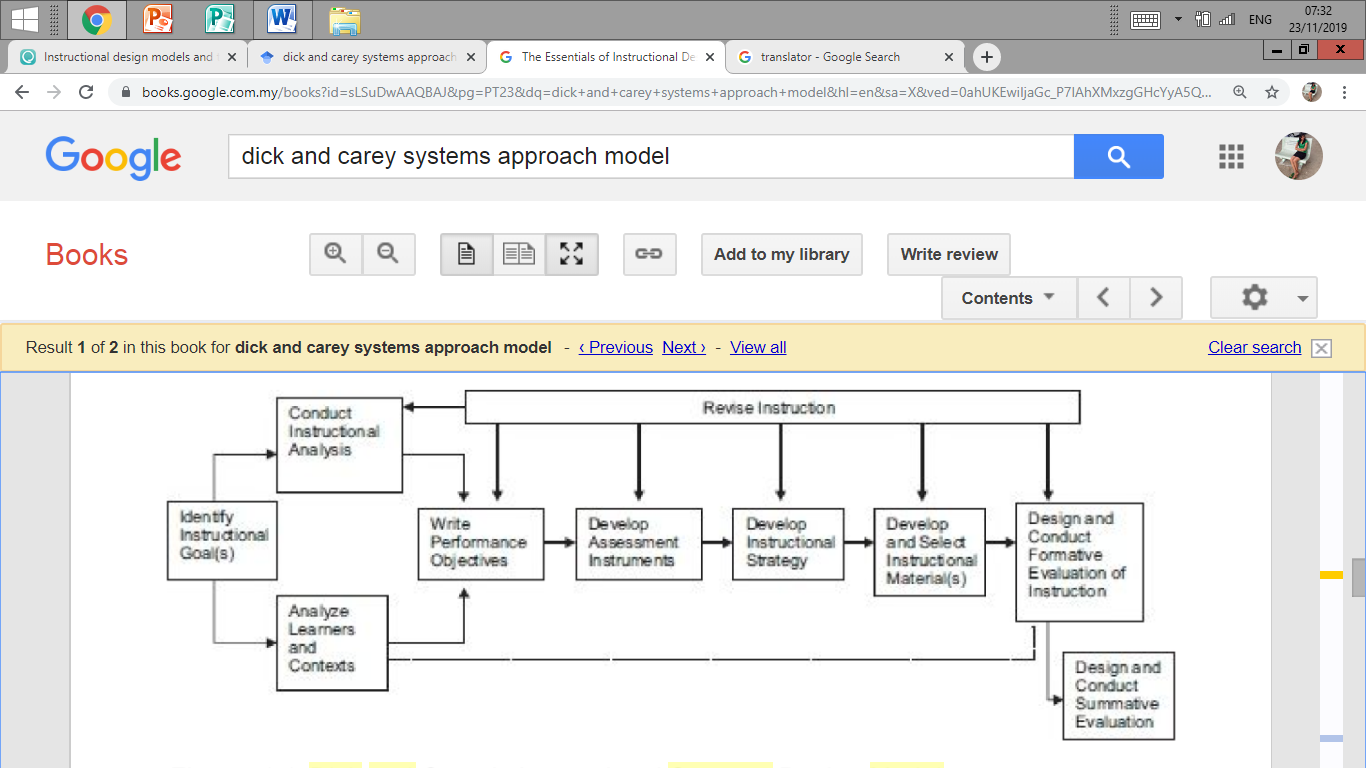 ENG
07:32
23/11/2019
Instructional design models and
dick and carey systems approach
The Essentials of Instructional De
translator - Google Search
books.google.com.my/books?id=sLSuDwAAQBAJ&pg=PT23&dq=dick+and+carey+systems+approach+model&hl=en&sa=X&ved=0ahUKEwiljaGc_P7lAhXMxzgGHcYyA5Q...
Google
dick and carey systems approach model
Books
Add to my library
Write review
Contents
Result 1 of 2 in this book for dick and carey systems approach model - ‹ Previous Next › - View all
Clear search
Revise Instruction
Conduct
Instructional
Analysis
Identify
Instructional
Goal(s)
Analyze
Learners
and
Contexts
Write
Performance
Objectives
Develop
Assessment
Instruments
Develop
Instructional
Strategy
Develop
and Select
Instructional
Material(s)
Design and
Conduct
Formative
Evaluation of
Instruction
Design and
Conduct
Summative
Evaluation